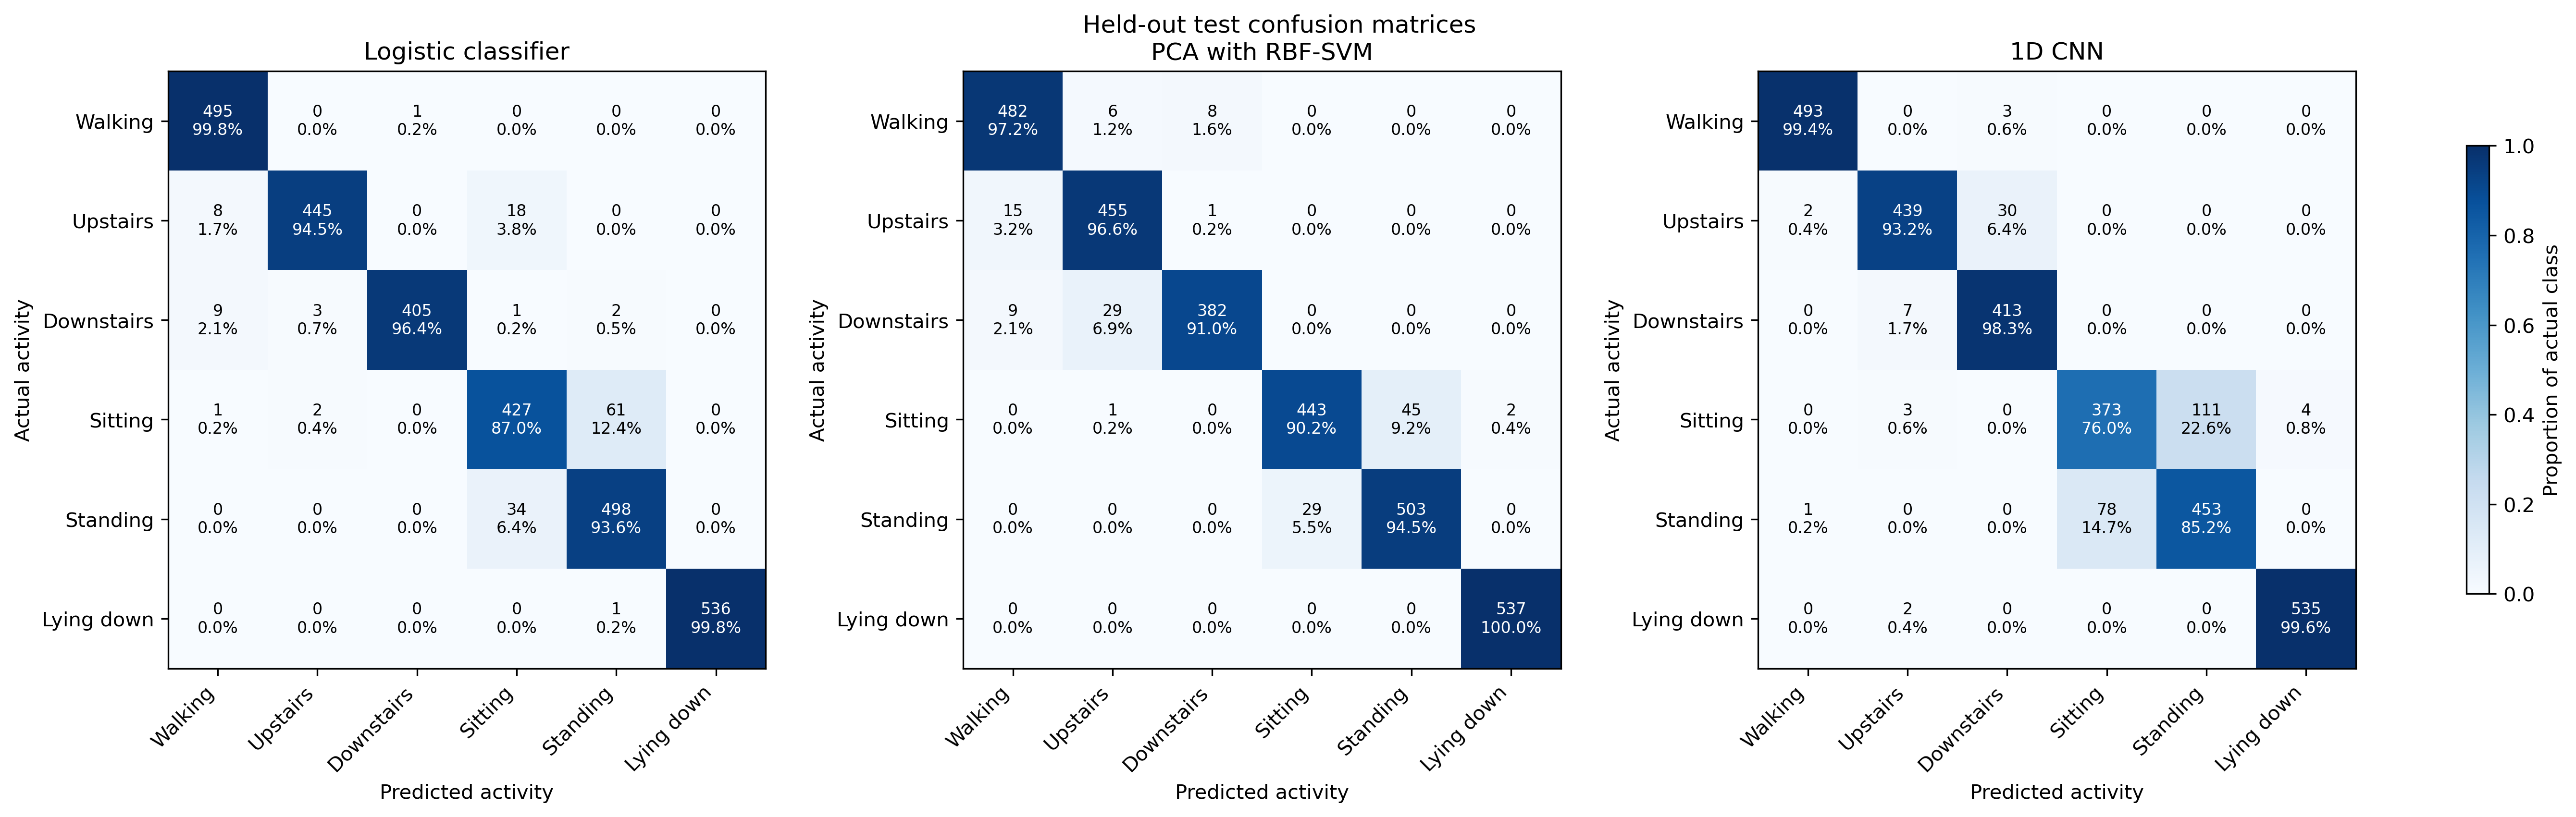 Held-out test confusion matrices
Logistic classifier
Actual activity
Walking
495 0 1 0 0 0
99.8% 0.0% 0.2% 0.0% 0.0% 0.0%
Upstairs
8 445 0 18 0 0
1.7% 94.5% 0.0% 3.8% 0.0% 0.0%
Downstairs
9 3 405 1 2 0
2.1% 0.7% 96.4% 0.2% 0.5% 0.0%
Sitting
1 2 0 427 61 0
0.2% 0.4% 0.0% 87.0% 12.4% 0.0%
Standing
0 0 0 34 498 0
0.0% 0.0% 0.0% 6.4% 93.6% 0.0%
Lying down
0 0 0 0 1 536
0.0% 0.0% 0.0% 0.0% 0.2% 99.8%
Walking Upstairs Downstairs Sitting Standing Lying down
Predicted activity
PCA with RBF-SVM
Actual activity
Walking
482 6 8 0 0 0
97.2% 1.2% 1.6% 0.0% 0.0% 0.0%
Upstairs
15 455 1 0 0 0
3.2% 96.6% 0.2% 0.0% 0.0% 0.0%
Downstairs
9 29 382 0 0 0
2.1% 6.9% 91.0% 0.0% 0.0% 0.0%
Sitting
0 1 0 443 45 2
0.0% 0.2% 0.0% 90.2% 9.2% 0.4%
Standing
0 0 0 29 503 0
0.0% 0.0% 0.0% 5.5% 94.5% 0.0%
Lying down
0 0 0 0 0 537
0.0% 0.0% 0.0% 0.0% 0.0% 100.0%
Walking Upstairs Downstairs Sitting Standing Lying down
Predicted activity
1D CNN
Actual activity
Walking
493 0 3 0 0 0
99.4% 0.0% 0.6% 0.0% 0.0% 0.0%
Upstairs
2 439 30 0 0 0
0.4% 93.2% 6.4% 0.0% 0.0% 0.0%
Downstairs
0 7 413 0 0 0
0.0% 1.7% 98.3% 0.0% 0.0% 0.0%
Sitting
0 3 0 373 111 4
0.0% 0.6% 0.0% 76.0% 22.6% 0.8%
Standing
1 0 0 78 453 0
0.2% 0.0% 0.0% 14.7% 85.2% 0.0%
Lying down
0 2 0 0 0 535
0.0% 0.4% 0.0% 0.0% 0.0% 99.6%
Walking Upstairs Downstairs Sitting Standing Lying down
Predicted activity
1.0
0.8
0.6
0.4
0.2
0.0
Proportion of actual class